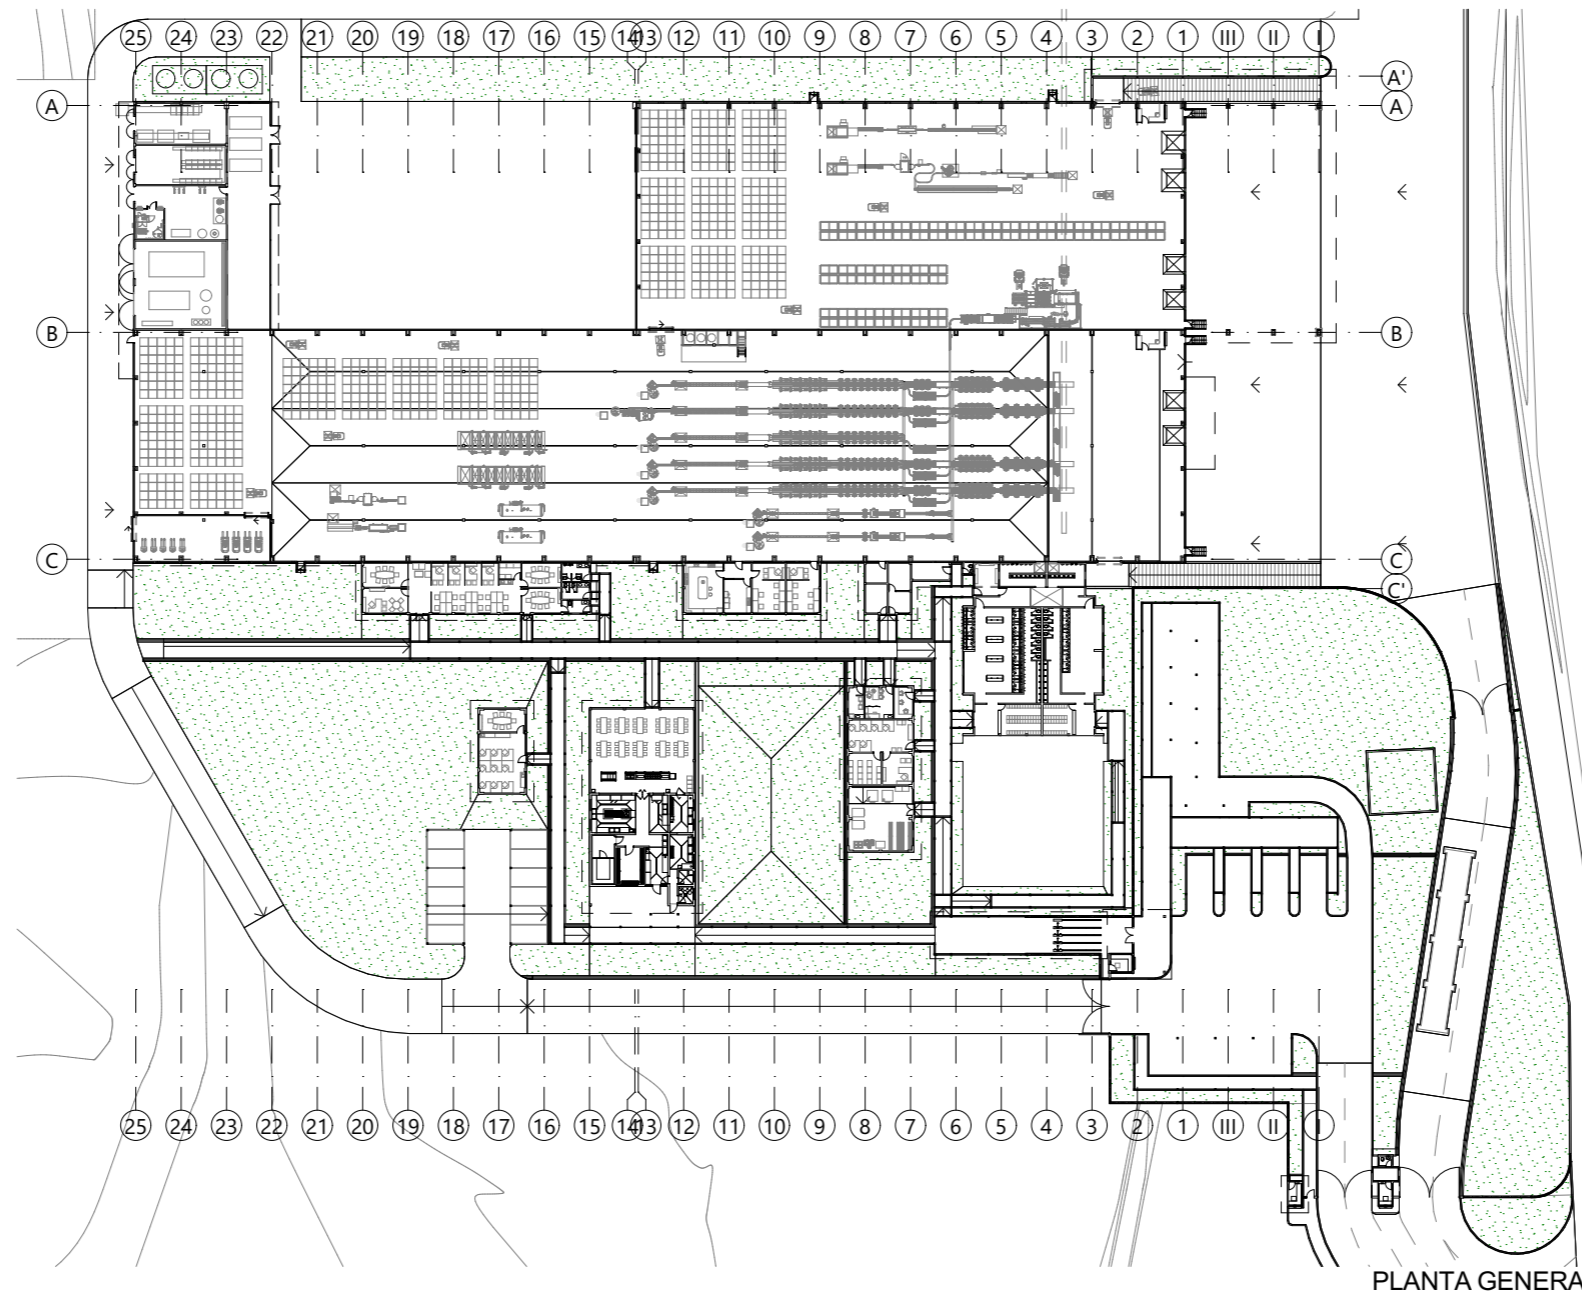 25 24 23 22 21 20 19 18 17 16 15 14 13 12 11 10 9 8 7 6 5 4 3 2 1 III II I
A'
A A
B B
C C
C'
25 24 23 22 21 20 19 18 17 16 15 14 13 12 11 10 9 8 7 6 5 4 3 2 1 III II I
PLANTA GENERA